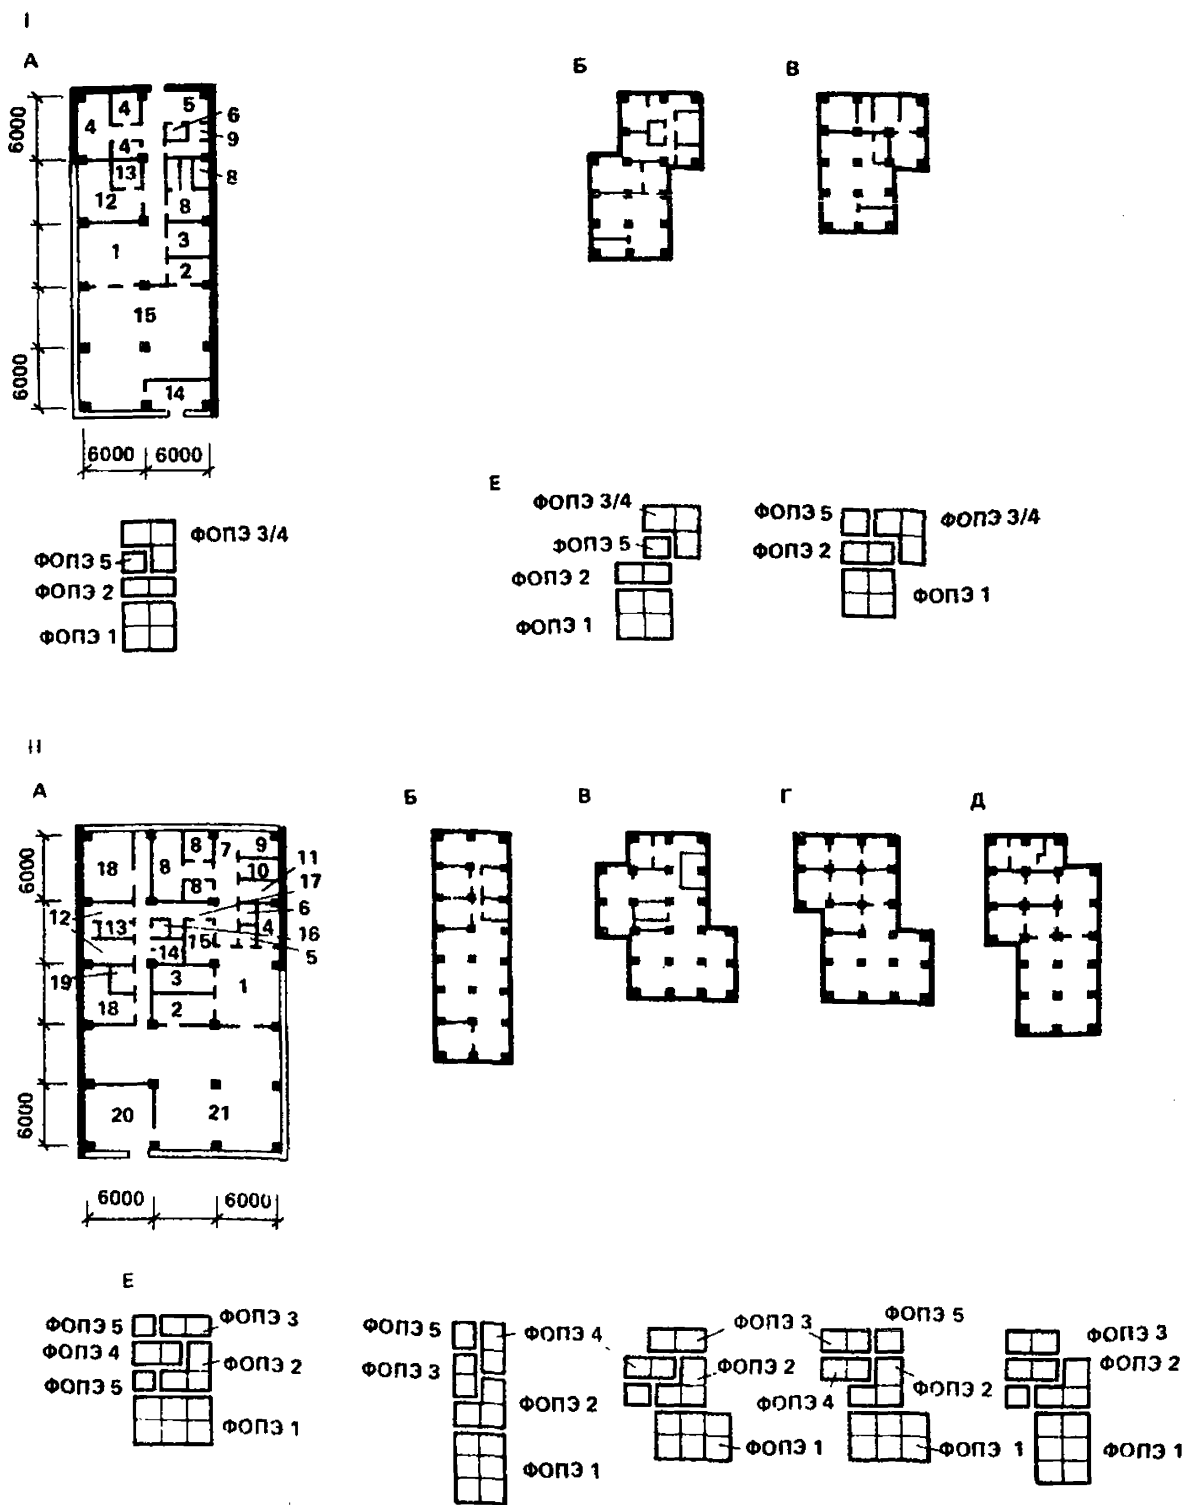 I
А
Б
В
4
4
5
6
6000
9
4
13
8
12
8
1
3
2
15
6000
14
6000 6000
Е
ФОПЭ 3/4
ФОПЭ 5
ФОПЭ 2
ФОПЭ 1
ФОПЭ 3/4
ФОПЭ 5
ФОПЭ 2
ФОПЭ 1
ФОПЭ 5
ФОПЭ 3/4
ФОПЭ 2
ФОПЭ 1
II
А
Б
В
Г
Д
6000
18
8
8
7
9
11
10
17
8
12
6
13
4
16
15
5
14
19
3
1
18
2
6000
20
21
6000 6000
Е
ФОПЭ 5
ФОПЭ 3
ФОПЭ 4
ФОПЭ 2
ФОПЭ 5
ФОПЭ 1
ФОПЭ 5
ФОПЭ 4
ФОПЭ 3
ФОПЭ 2
ФОПЭ 1
ФОПЭ 3
ФОПЭ 2
ФОПЭ 1
ФОПЭ 5
ФОПЭ 4
ФОПЭ 2
ФОПЭ 1
ФОПЭ 3
ФОПЭ 2
ФОПЭ 1